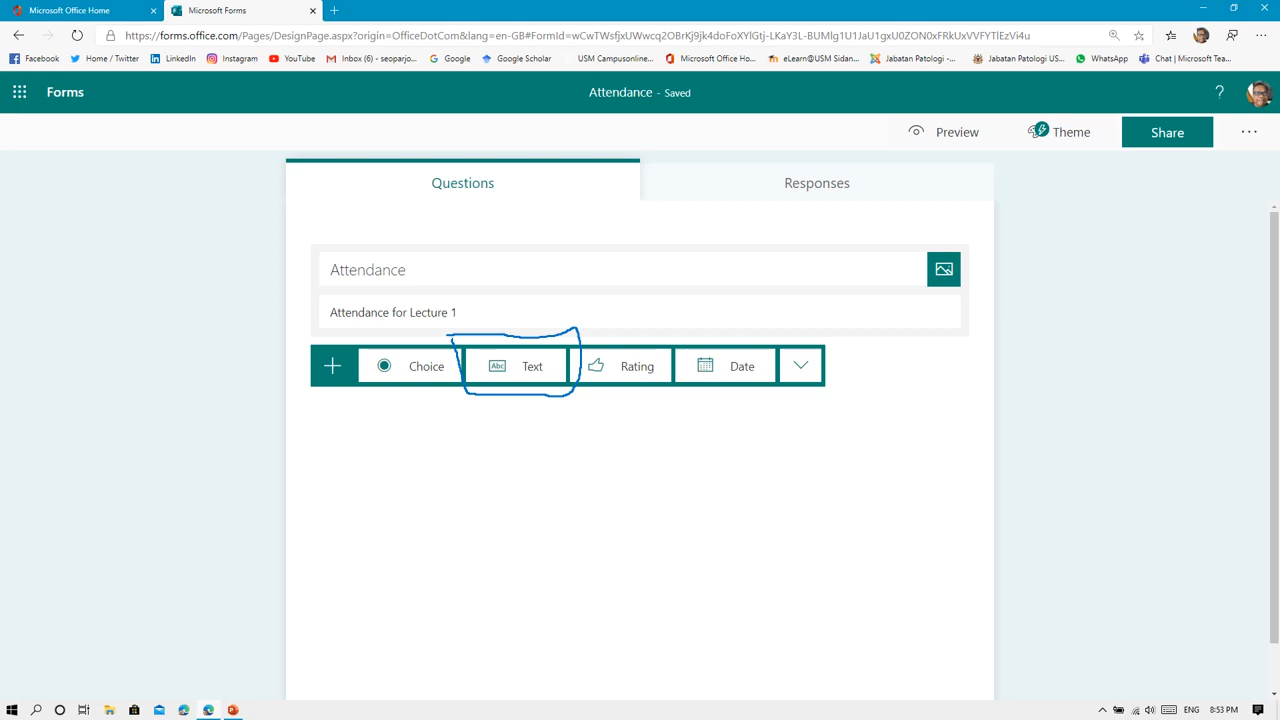 Microsoft Office Home
Microsoft Forms
https://forms.office.com/Pages/DesignPage.aspx?origin=OfficeDotCom&lang=en-GB#FormId=wCwTWsfjxUWwcq2OBrKj9jk4doFoXYlGtj-LKaY3L-BUMlg1U1JaU1gxU0ZON0xFRkUxVVFYTlEzVi4u
Facebook
Home / Twitter
LinkedIn
Instagram
YouTube
Inbox (6) - seoparjo...
Google
Google Scholar
USM Campusonline,...
Microsoft Office Ho...
eLearn@USM Sidan...
Jabatan Patologi -...
Jabatan Patologi US...
WhatsApp
Chat | Microsoft Tea...
Forms
Attendance - Saved
?
Preview
Theme
Share
Questions
Responses
Attendance
Attendance for Lecture 1
Choice
Abc
Text
Rating
Date
ENG
8:53 PM